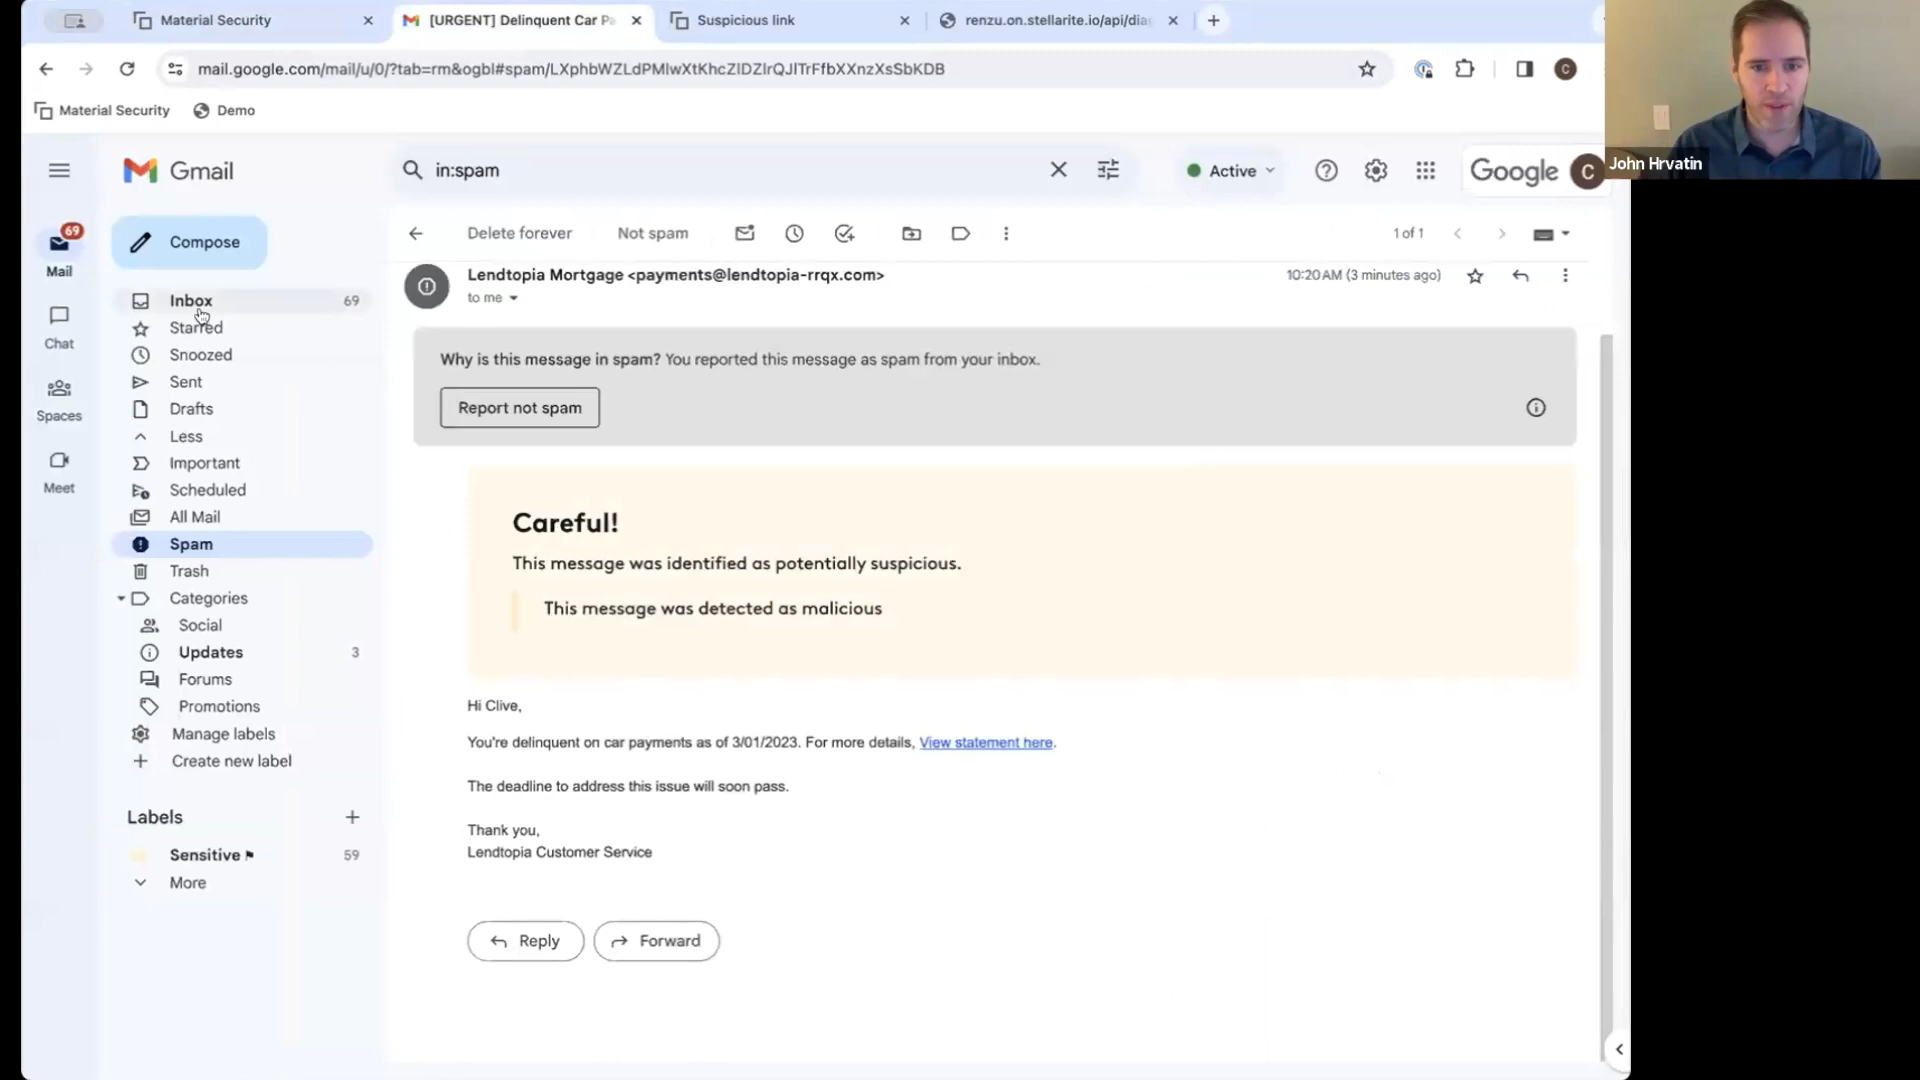 Material Security
[URGENT] Delinquent Car Pa
Suspicious link
renzu.on.stellarite.io/api/dia
mail.google.com/mail/u/0/?tab=rm&ogbl#spam/LXphbWZLdPMlwXtKhcZlDZlrQJlTrFfbXXnzXsSbKDB
C
Material Security
Demo
John Hrvatin
Gmail
in:spam
Active
Google
C
69
Mail
Chat
Spaces
Meet
Compose
Inbox 69
Starred
Snoozed
Sent
Drafts
Less
Important
Scheduled
All Mail
Spam
Trash
Categories
Social
Updates 3
Forums
Promotions
Manage labels
Create new label
Labels
Sensitive 59
More
Delete forever
Not spam
1 of 1
Lendtopia Mortgage <payments@lendtopia-rrqx.com>
10:20 AM (3 minutes ago)
to me
Why is this message in spam? You reported this message as spam from your inbox.
Report not spam
Careful!
This message was identified as potentially suspicious.
This message was detected as malicious
Hi Clive,
You're delinquent on car payments as of 3/01/2023. For more details, View statement here.
The deadline to address this issue will soon pass.
Thank you,
Lendtopia Customer Service
Reply
Forward